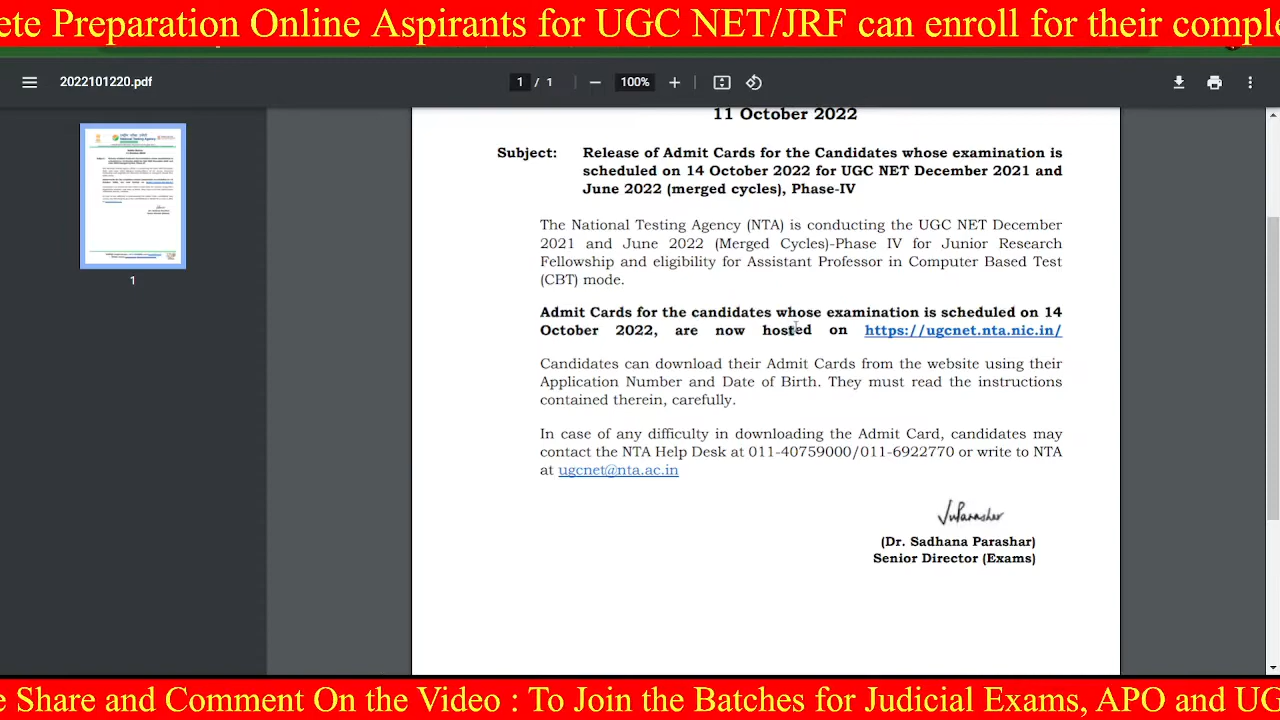 ete Preparation Online Aspirants for UGC NET/JRF can enroll for their comple
2022101220.pdf
1 / 1
100%
11 October 2022
Subject: Release of Admit Cards for the Candidates whose examination is
scheduled on 14 October 2022 for UGC NET December 2021 and
June 2022 (merged cycles), Phase-IV
The National Testing Agency (NTA) is conducting the UGC NET December
2021 and June 2022 (Merged Cycles)-Phase IV for Junior Research
Fellowship and eligibility for Assistant Professor in Computer Based Test
(CBT) mode.
Admit Cards for the candidates whose examination is scheduled on 14
October 2022, are now hosted on https://ugcnet.nta.nic.in/
Candidates can download their Admit Cards from the website using their
Application Number and Date of Birth. They must read the instructions
contained therein, carefully.
In case of any difficulty in downloading the Admit Card, candidates may
contact the NTA Help Desk at 011-40759000/011-6922770 or write to NTA
at ugcnet@nta.ac.in
(Dr. Sadhana Parashar)
Senior Director (Exams)
1
e Share and Comment On the Video : To Join the Batches for Judicial Exams, APO and UG